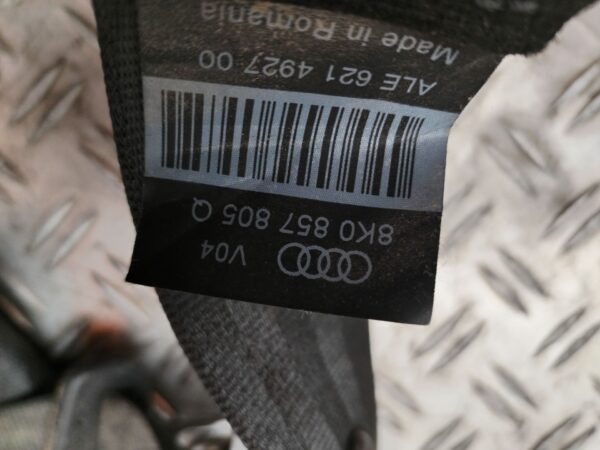 V04
8K0 857 805 Q
ALE 621 4927 00
Made in Romania